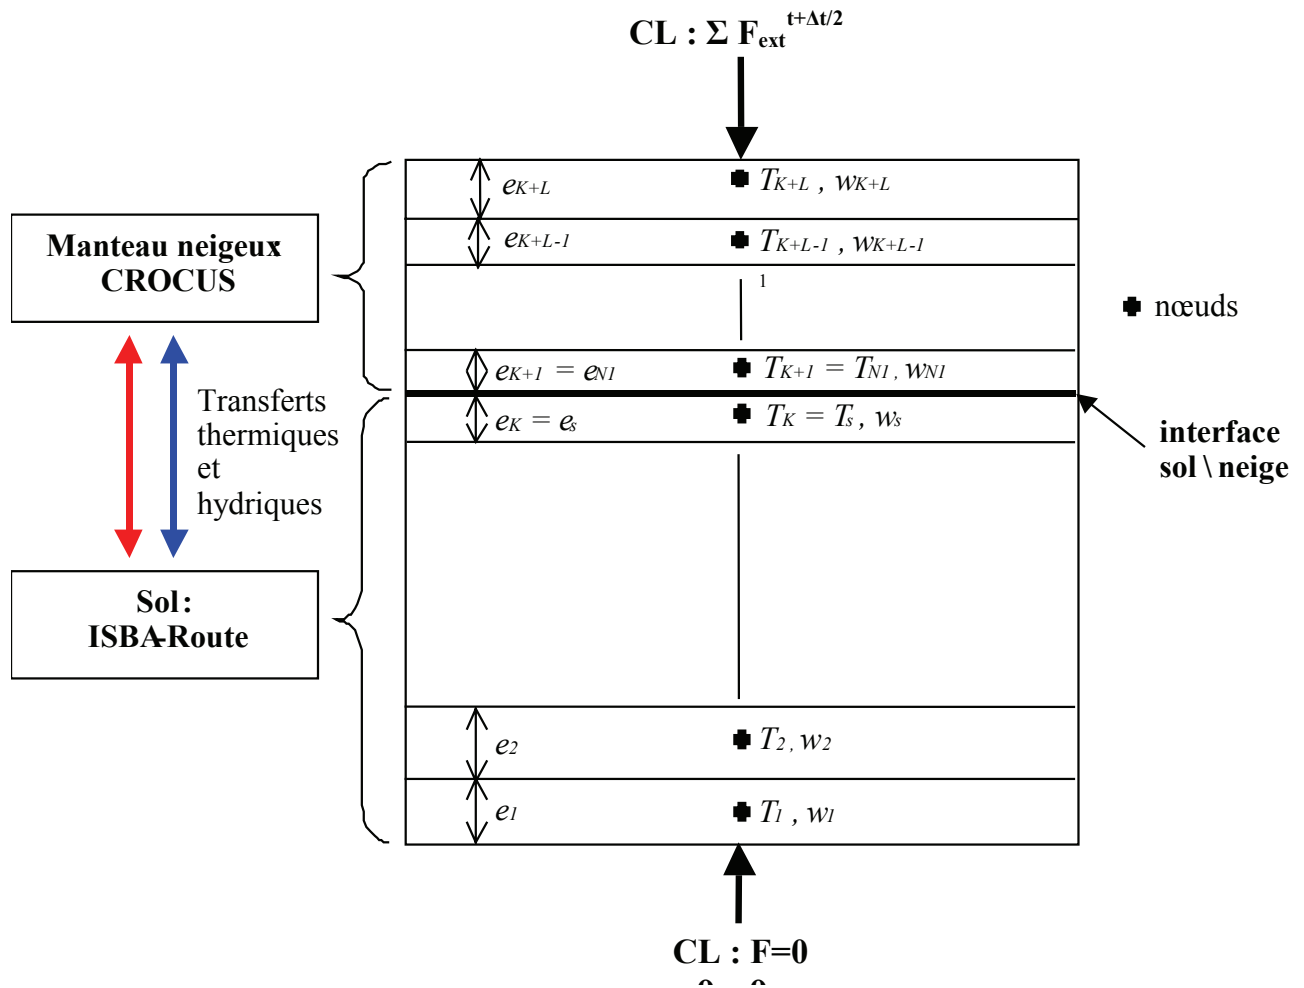 CL : Σ F_ext^t+Δt/2
e_K+L
T_K+L , w_K+L
Manteau neigeux:
CROCUS
e_K+L-1
T_K+L-1 , w_K+L-1
1
nœuds
e_K+1 = e_N1
T_K+1 = T_N1 , w_N1
Transferts
thermiques
et
hydriques
e_K = e_s
T_K = T_s , w_s
interface
sol \ neige
Sol :
ISBA-Route
e_2
T_2 , w_2
e_1
T_1 , w_1
CL : F=0